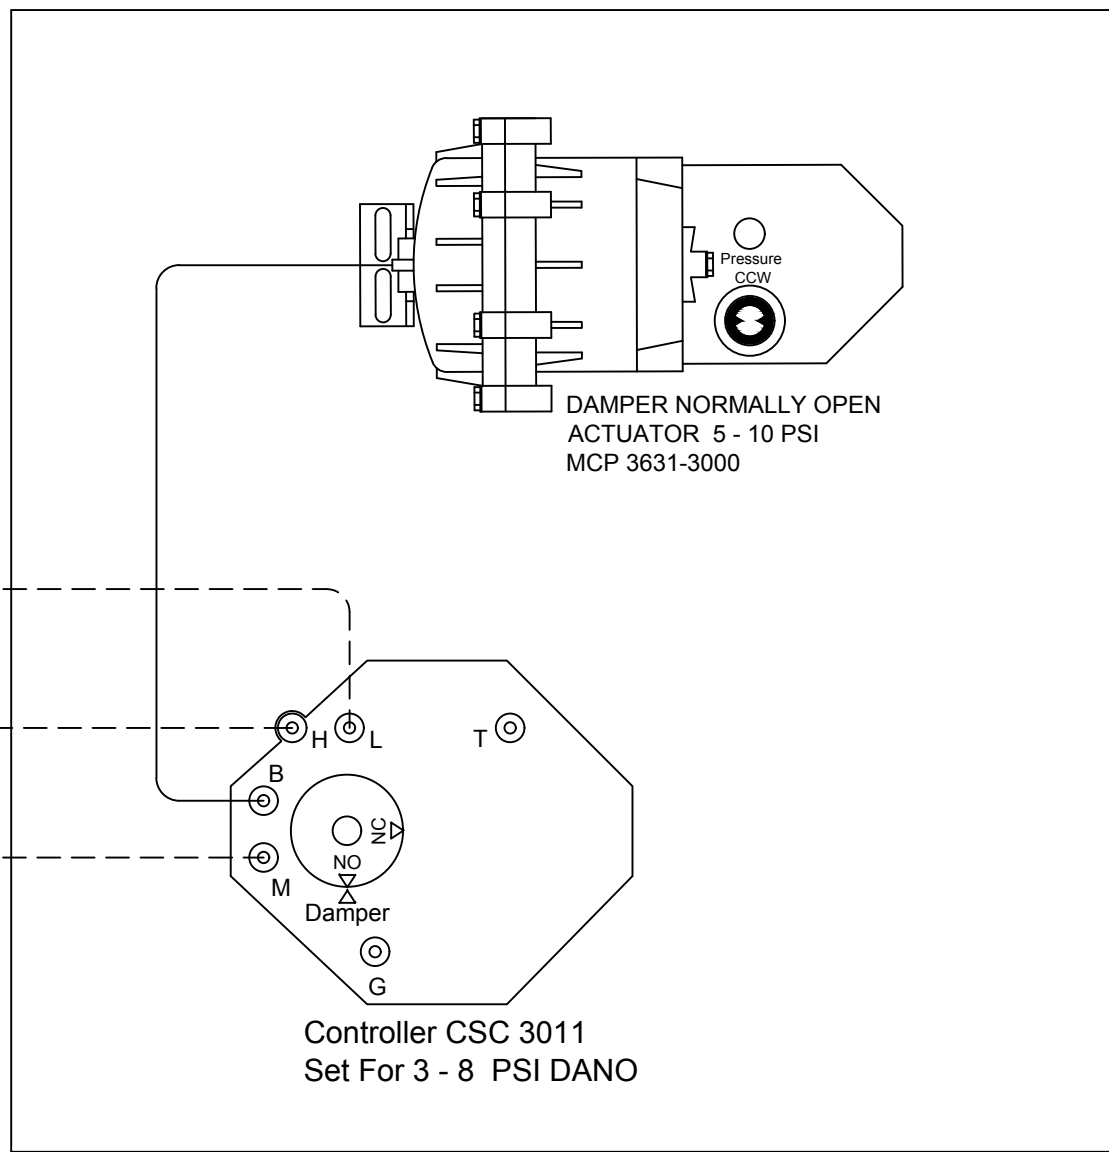 Pressure
CCW
DAMPER NORMALLY OPEN
ACTUATOR 5 - 10 PSI
MCP 3631-3000
H
L
T
B
NC
NO
M
Damper
G
Controller CSC 3011
Set For 3 - 8 PSI DANO